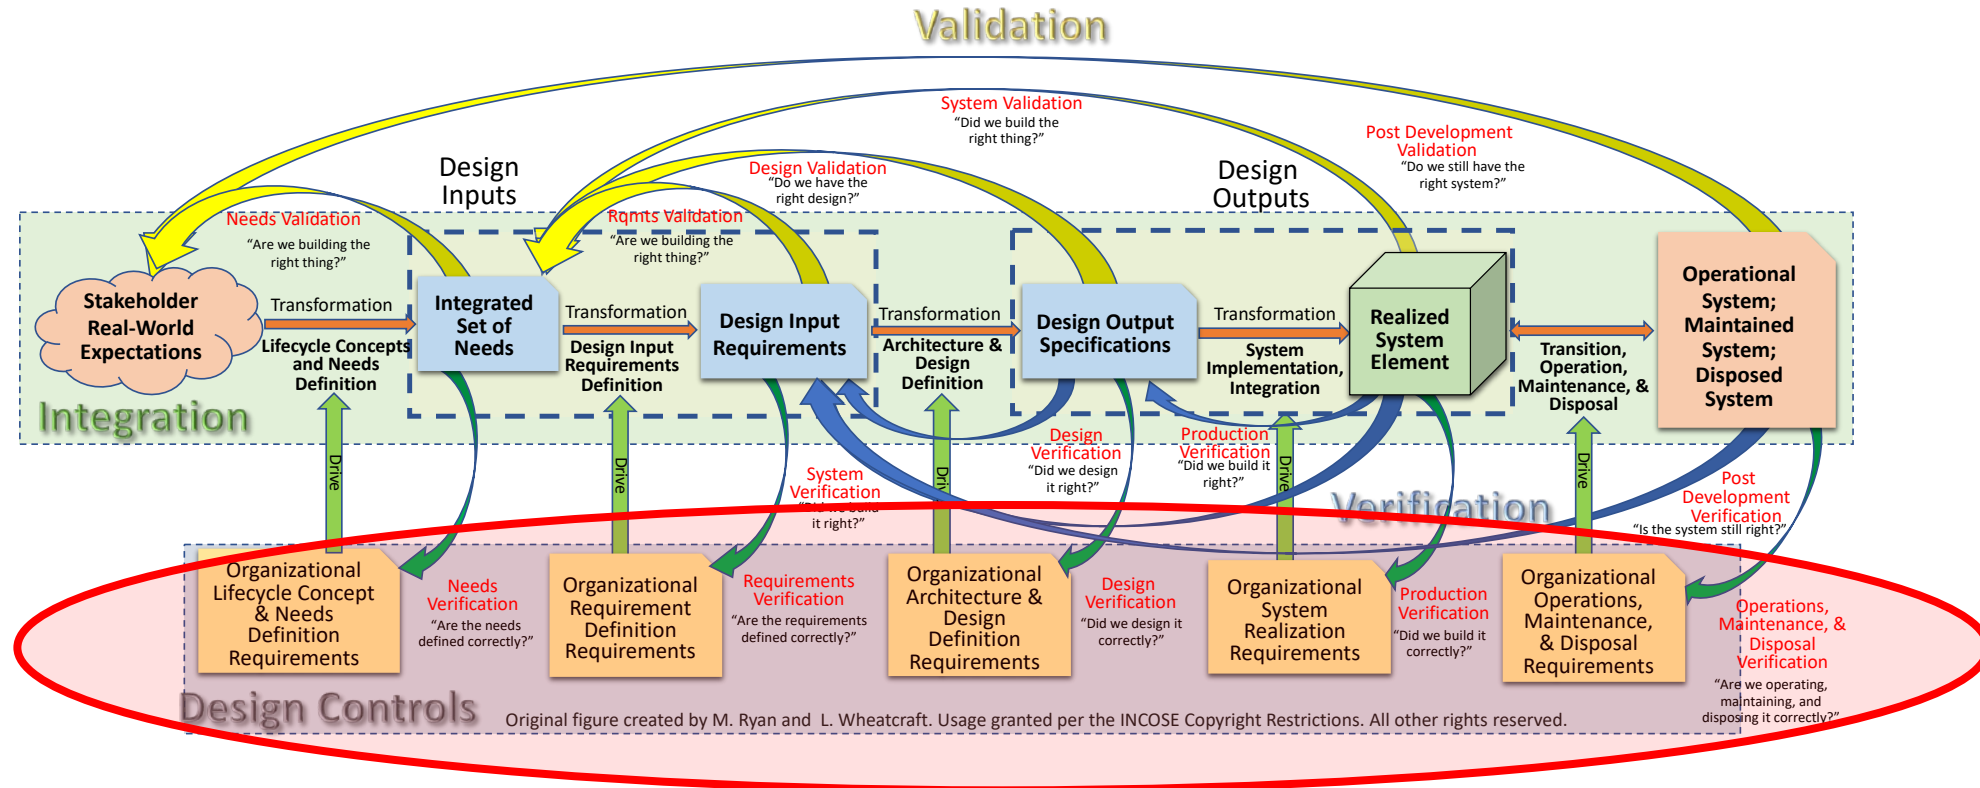 Validation
System Validation
“Did we build the
right thing?”
Post Development
Validation
“Do we still have the
right system?”
Design
Inputs
Design Validation
“Do we have the
right design?”
Design
Outputs
Needs Validation
“Are we building the
right thing?”
Rqmts Validation
“Are we building the
right thing?”
Stakeholder
Real-World
Expectations
Transformation
Lifecycle Concepts
and Needs
Definition
Integrated
Set of
Needs
Transformation
Design Input
Requirements
Definition
Design Input
Requirements
Transformation
Architecture &
Design
Definition
Design Output
Specifications
Transformation
System
Implementation,
Integration
Realized
System
Element
Transition,
Operation,
Maintenance, &
Disposal
Operational
System;
Maintained
System;
Disposed
System
Integration
Drive
Drive
Drive
Drive
Drive
System
Verification
“Did we build
it right?”
Design
Verification
“Did we design
it right?”
Production
Verification
“Did we build it
right?”
Verification
Post
Development
Verification
“Is the system still right?”
Organizational
Lifecycle Concept
& Needs
Definition
Requirements
Needs
Verification
“Are the needs
defined correctly?”
Organizational
Requirement
Definition
Requirements
Requirements
Verification
“Are the requirements
defined correctly?”
Organizational
Architecture &
Design
Definition
Requirements
Design
Verification
“Did we design it
correctly?”
Organizational
System
Realization
Requirements
Production
Verification
“Did we build it
correctly?”
Organizational
Operations,
Maintenance,
& Disposal
Requirements
Operations,
Maintenance, &
Disposal
Verification
“Are we operating,
maintaining, and
disposing it correctly?”
Design Controls
Original figure created by M. Ryan and L. Wheatcraft. Usage granted per the INCOSE Copyright Restrictions. All other rights reserved.